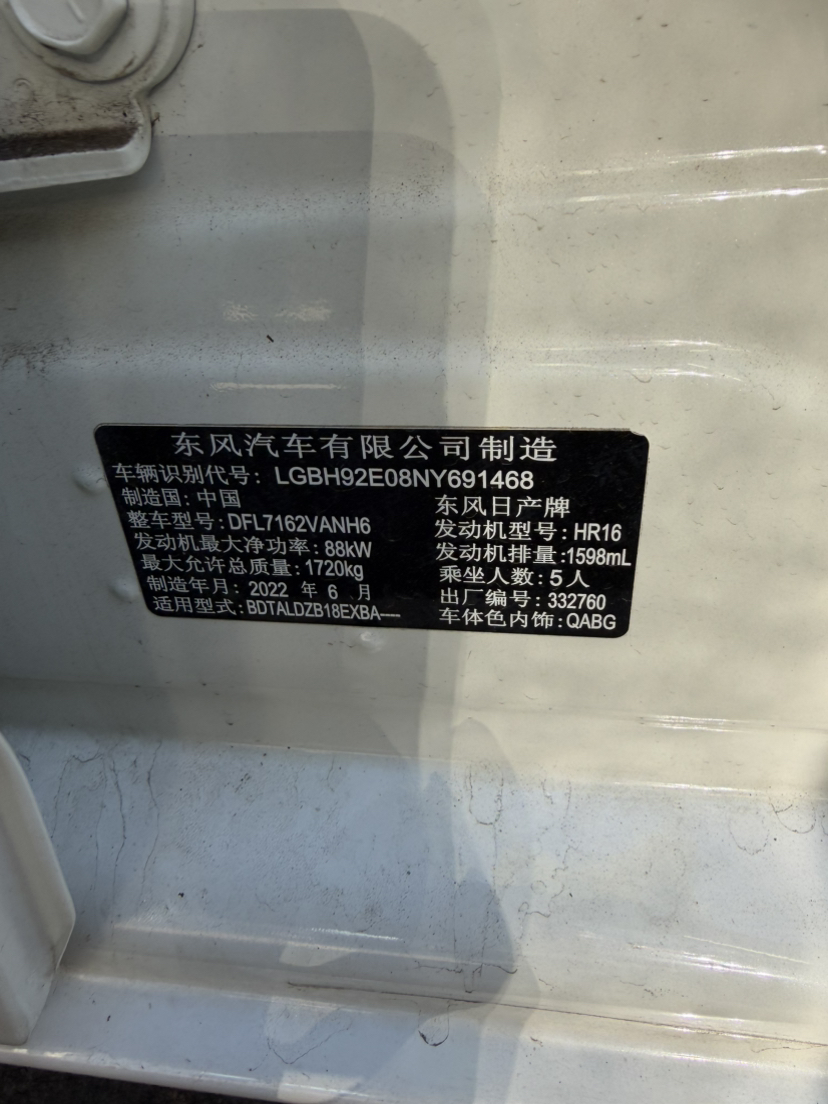 东风汽车有限公司制造
车辆识别代号: LGBH92E08NY691468
制造国: 中国 东风日产牌
整车型号: DFL7162VANH6 发动机型号: HR16
发动机最大净功率: 88kW 发动机排量: 1598mL
最大允许总质量: 1720kg 乘坐人数: 5人
制造年月: 2022 年 6 月 出厂编号: 332760
适用型式: BDTALDZB18EXBA---- 车体色内饰: QABG